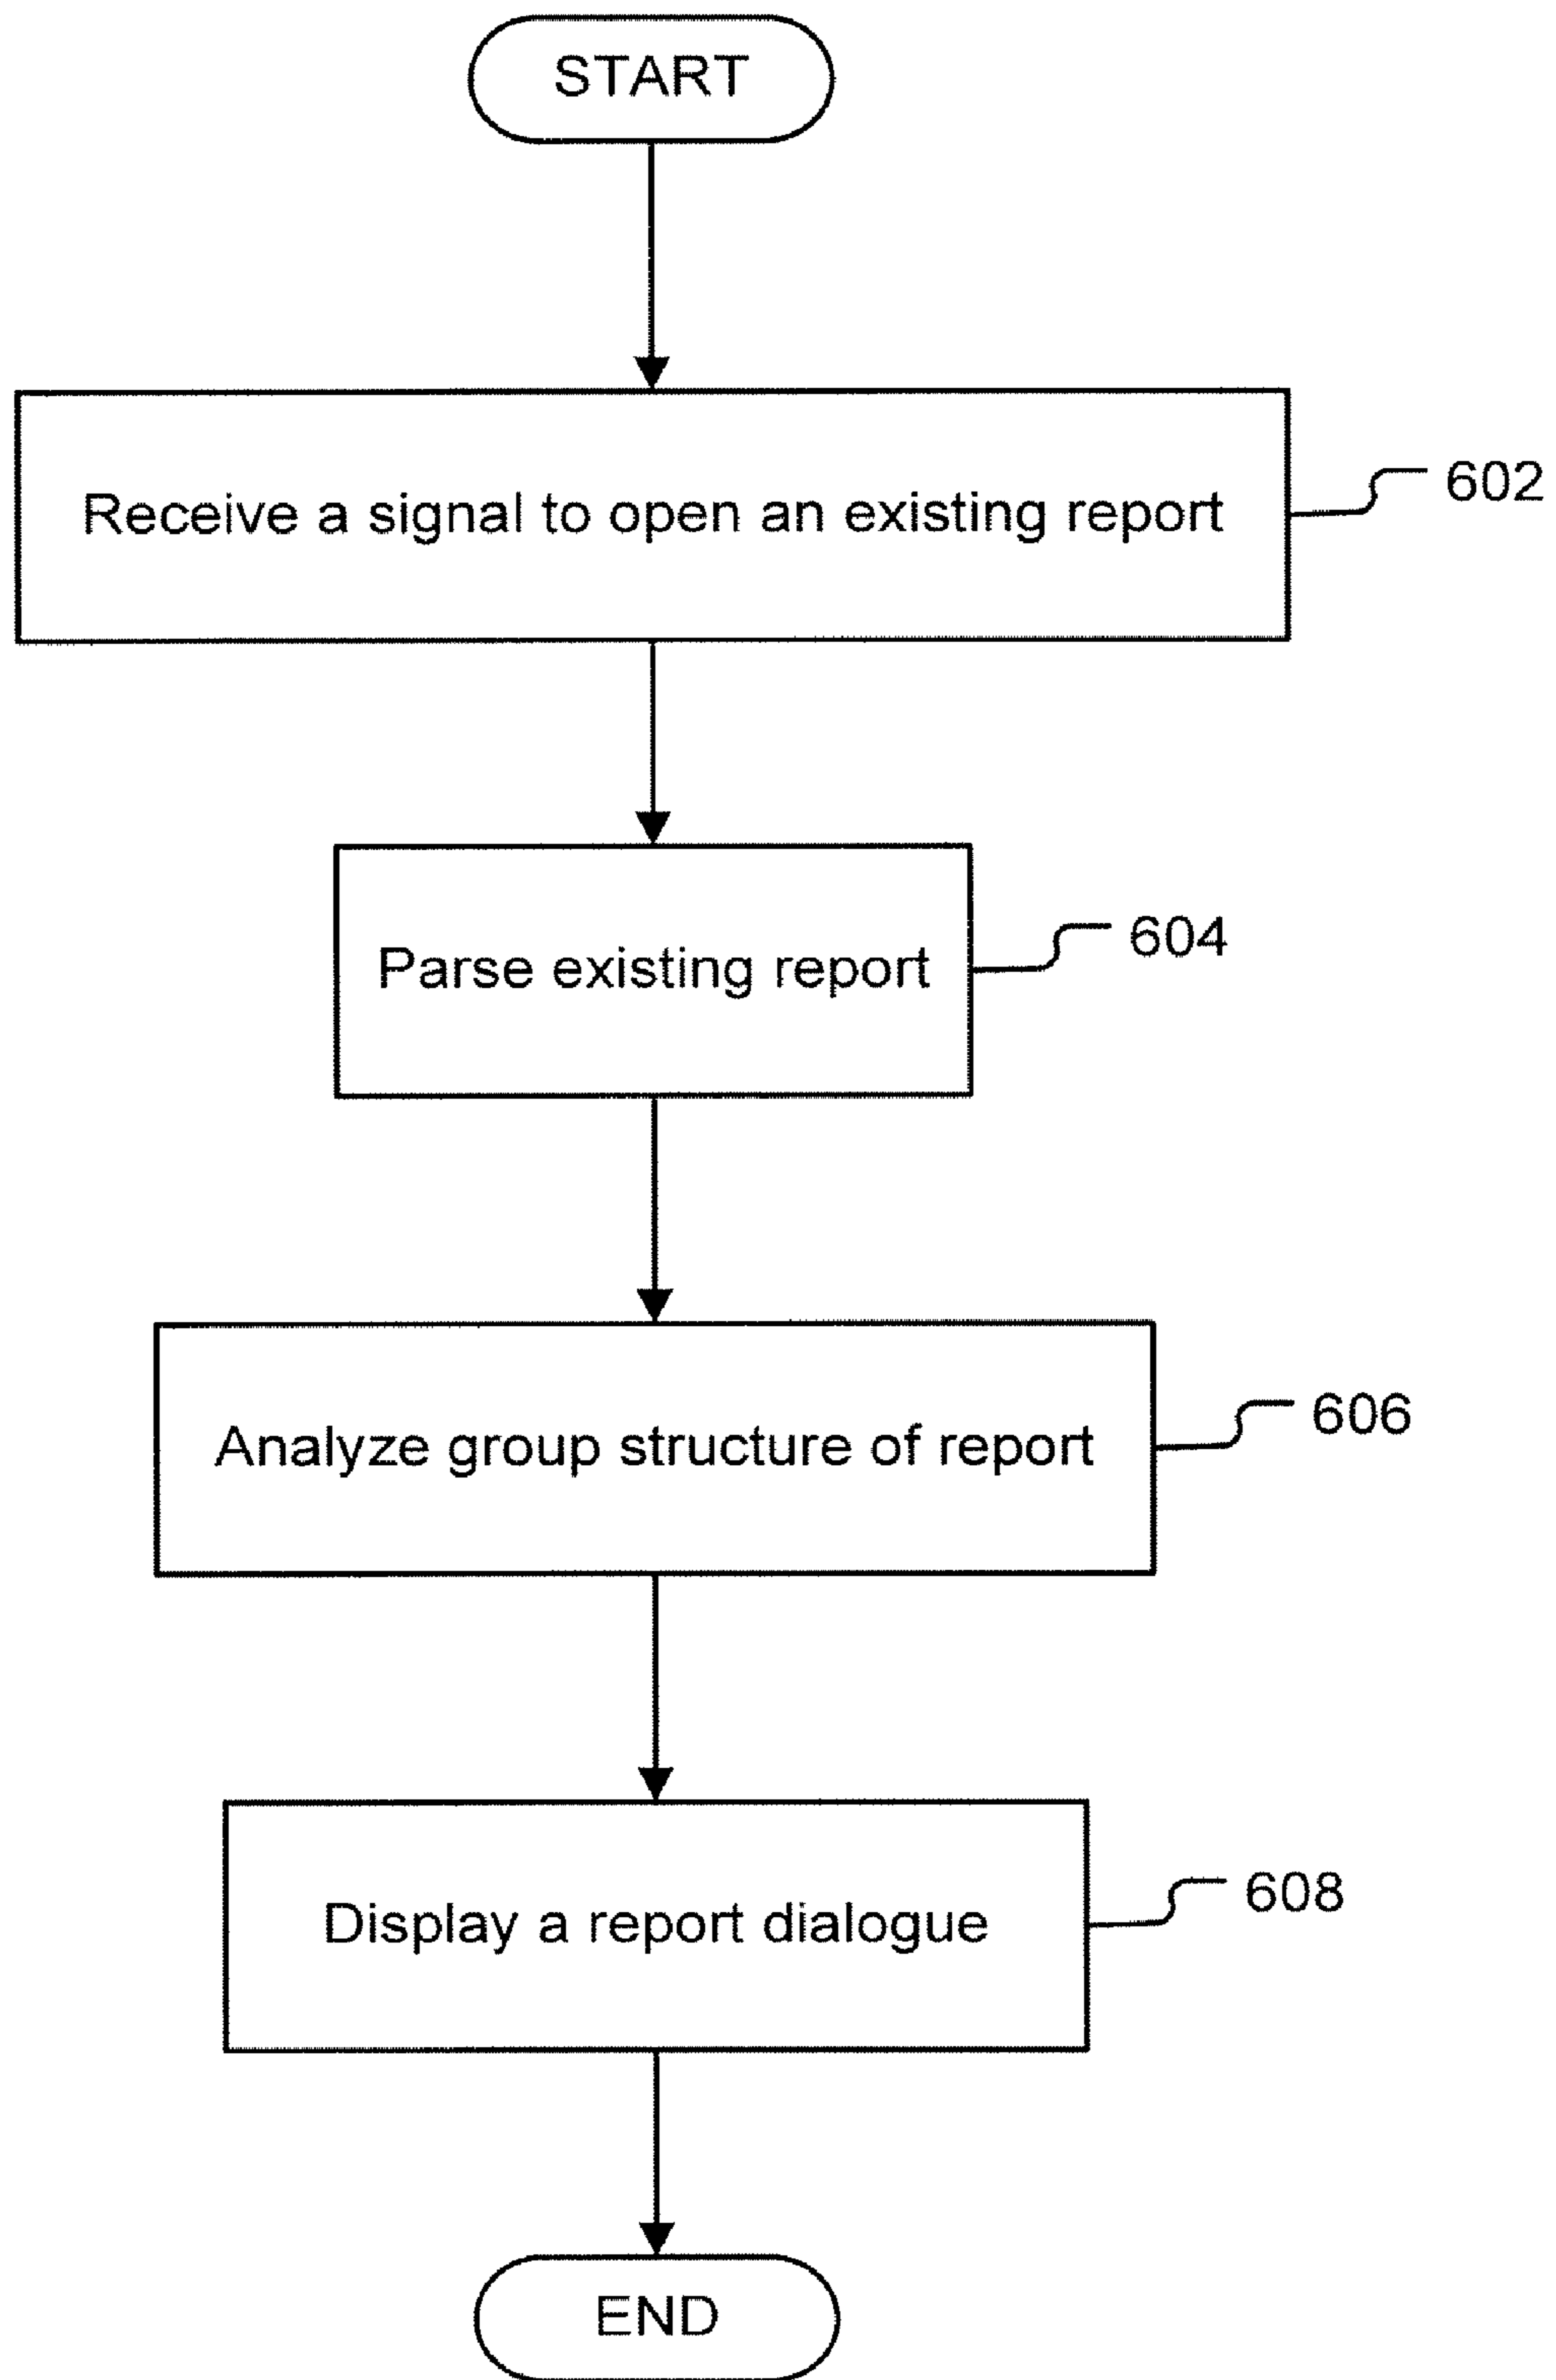 START
Receive a signal to open an existing report
602
Parse existing report
604
Analyze group structure of report
606
Display a report dialogue
608
END